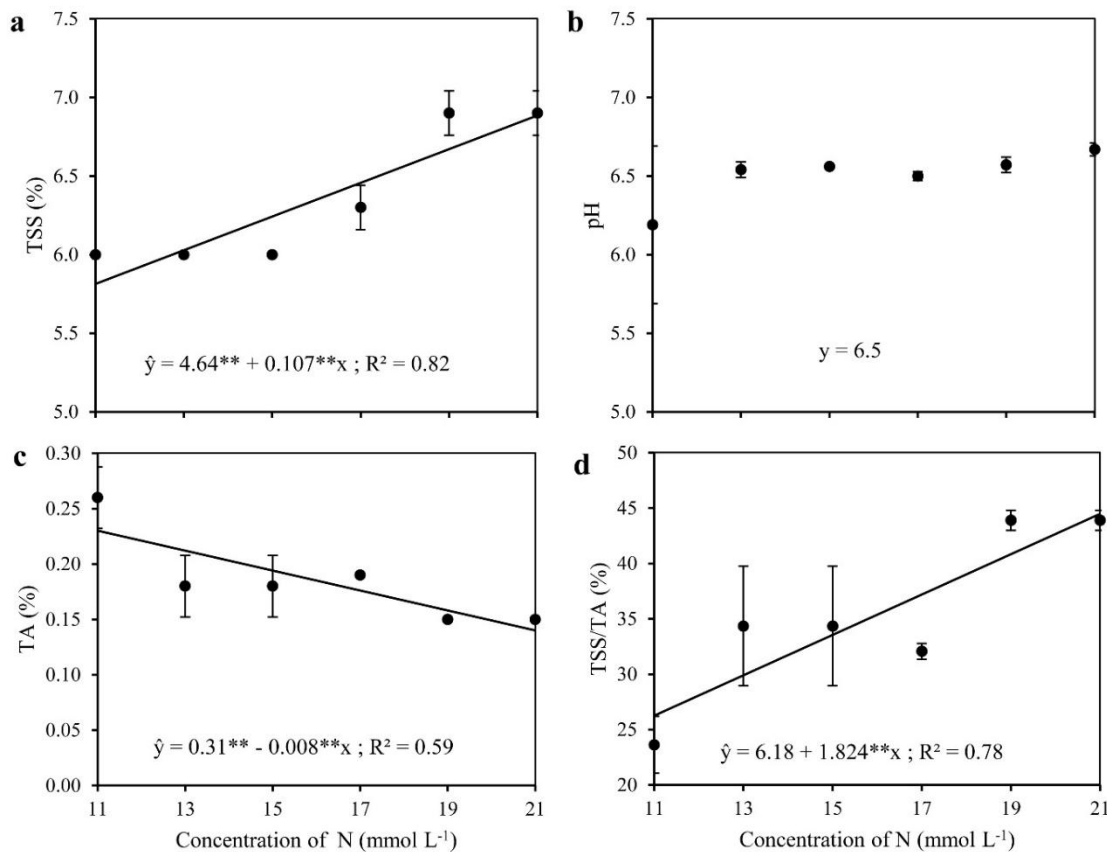 a
7.5
7.0
6.5
6.0
5.5
5.0
TSS (%)
ŷ = 4.64** + 0.107**x ; R² = 0.82
b
7.5
7.0
6.5
6.0
5.5
5.0
pH
y = 6.5
c
0.30
0.25
0.20
0.15
0.10
0.05
0.00
TA (%)
ŷ = 0.31** - 0.008**x ; R² = 0.59
11 13 15 17 19 21
Concentration of N (mmol L⁻¹)
d
50
45
40
35
30
25
20
TSS/TA (%)
ŷ = 6.18 + 1.824**x ; R² = 0.78
11 13 15 17 19 21
Concentration of N (mmol L⁻¹)